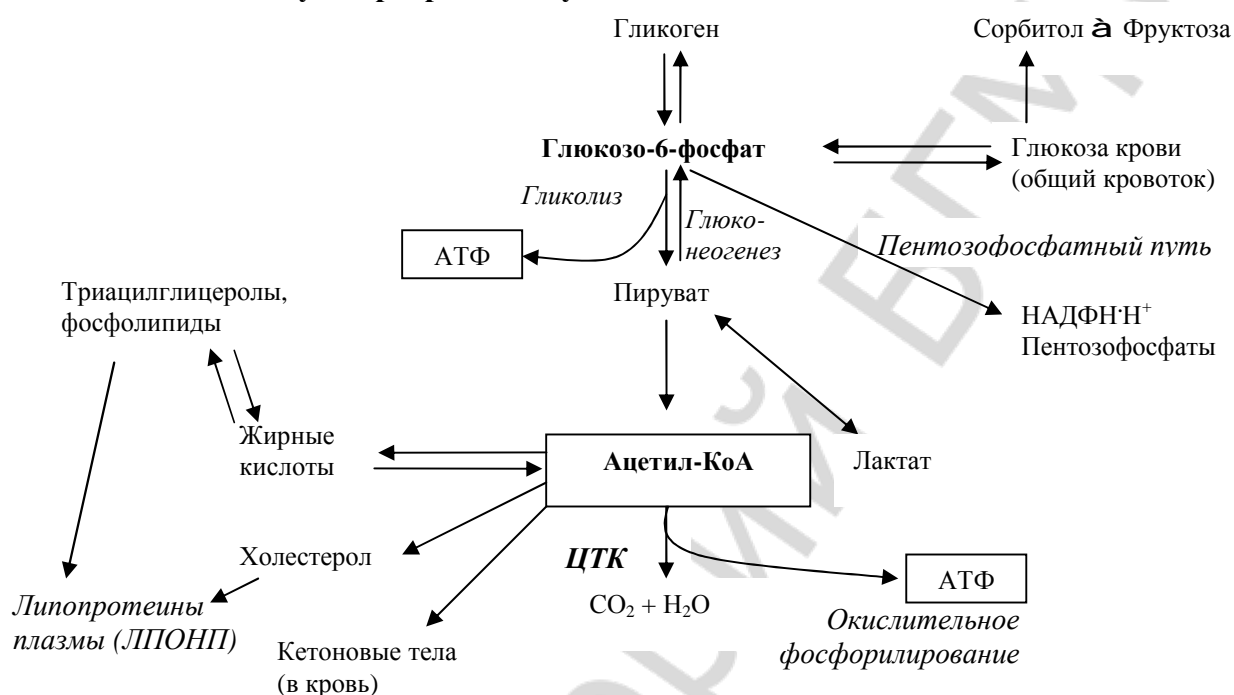 Гликоген
Сорбитол à Фруктоза
Глюкозо-6-фосфат
Глюкоза крови
(общий кровоток)
Гликолиз
Глюко-
неогенез
АТФ
Пентозофосфатный путь
Триацилглицеролы,
фосфолипиды
Пируват
НАДФН·Н⁺
Пентозофосфаты
Жирные
кислоты
Ацетил-КоА
Лактат
Холестерол
ЦТК
АТФ
CO₂ + H₂O
Липопротеины
плазмы (ЛПОНП)
Окислительное
фосфорилирование
Кетоновые тела
(в кровь)